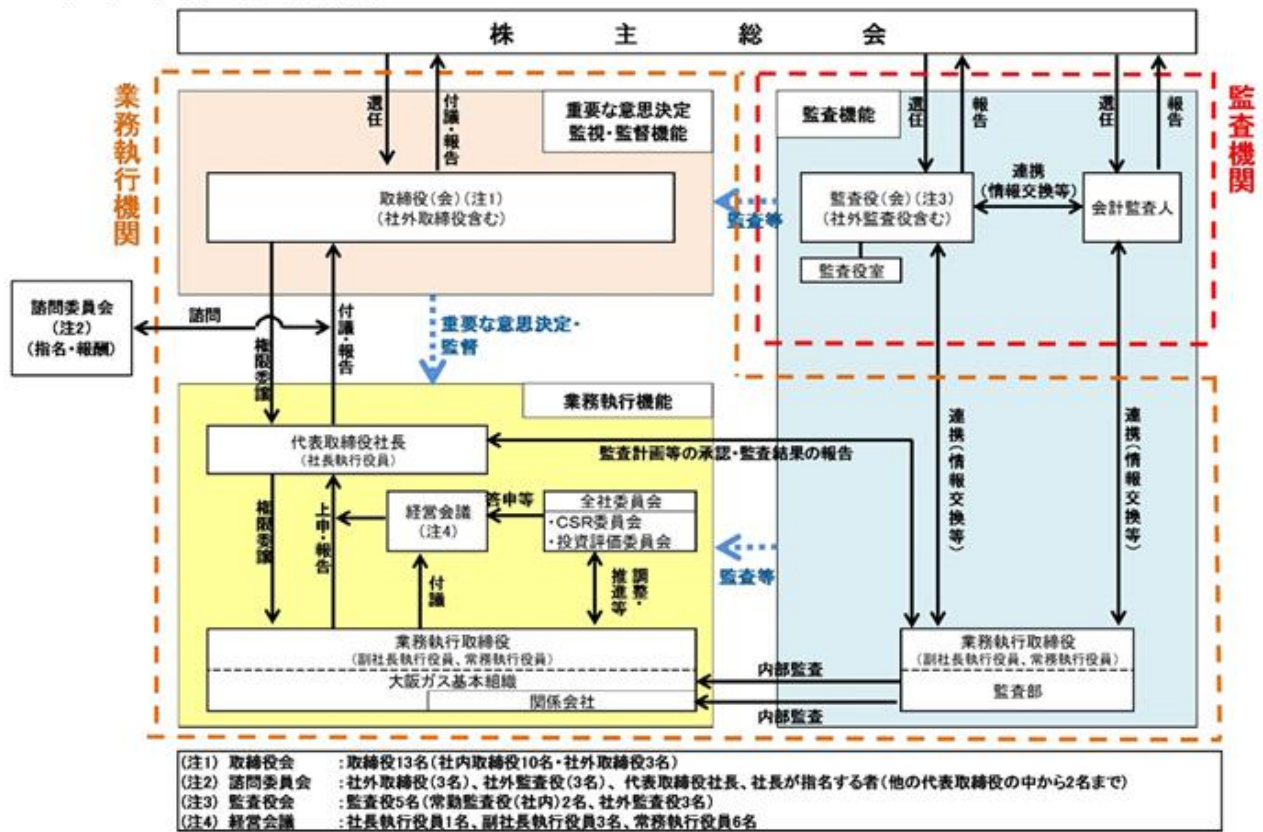 株主総会
業務執行機関
監査機関
選任
付議・報告
重要な意思決定
監視・監督機能
監査機能
選任
報告
選任
報告
取締役(会)(注1)
(社外取締役含む)
監査等
監査役(会)(注3)
(社外監査役含む)
連携
(情報交換等)
会計監査人
監査役室
諮問委員会
(注2)
(指名・報酬)
諮問
権限委譲
付議・報告
重要な意思決定・
監督
業務執行機能
代表取締役社長
(社長執行役員)
監査計画等の承認・監査結果の報告
連携(情報交換等)
連携(情報交換等)
権限委譲
上申・報告
経営会議
(注4)
答申等
全社委員会
・CSR委員会
・投資評価委員会
監査等
付議
調整・
推進等
業務執行取締役
(副社長執行役員、常務執行役員)
大阪ガス基本組織
関係会社
内部監査
内部監査
業務執行取締役
(副社長執行役員、常務執行役員)
監査部
(注1) 取締役会 :取締役13名(社内取締役10名・社外取締役3名)
(注2) 諮問委員会 :社外取締役(3名)、社外監査役(3名)、代表取締役社長、社長が指名する者(他の代表取締役の中から2名まで)
(注3) 監査役会 :監査役5名(常勤監査役(社内)2名、社外監査役3名)
(注4) 経営会議 :社長執行役員1名、副社長執行役員3名、常務執行役員6名